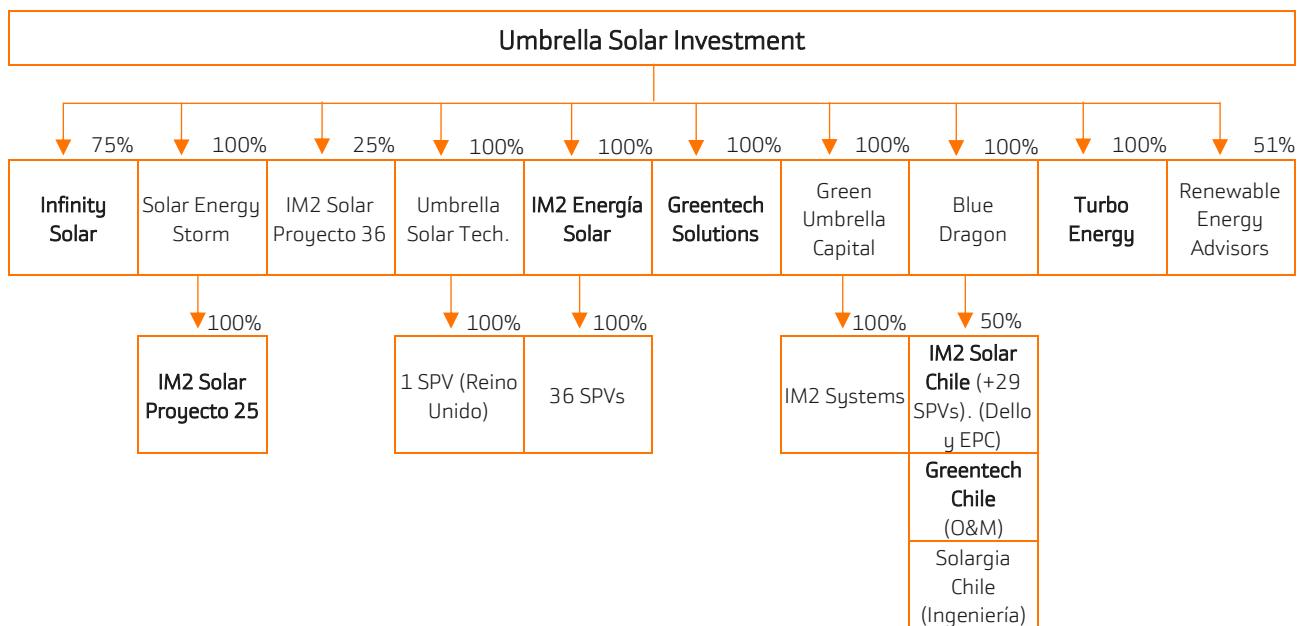 Umbrella Solar Investment
75%
100%
25%
100%
100%
100%
100%
100%
100%
51%
Infinity
Solar
Solar Energy
Storm
IM2 Solar
Proyecto 36
Umbrella
Solar Tech.
IM2 Energía
Solar
Greentech
Solutions
Green
Umbrella
Capital
Blue
Dragon
Turbo
Energy
Renewable
Energy
Advisors
100%
100%
100%
100%
50%
IM2 Solar
Proyecto 25
1 SPV (Reino
Unido)
36 SPVs
IM2 Systems
IM2 Solar
Chile (+29
SPVs). (Dello
y EPC)
Greentech
Chile
(O&M)
Solargia
Chile
(Ingeniería)